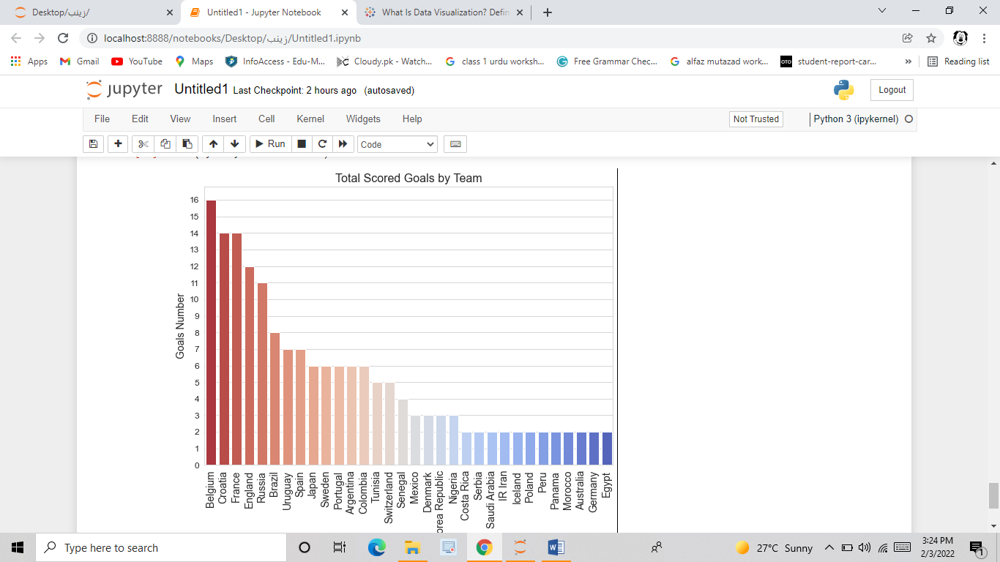 Desktop/زينب/
Untitled1 - Jupyter Notebook
What Is Data Visualization? Defin
localhost:8888/notebooks/Desktop/زينب/Untitled1.ipynb
Apps
Gmail
YouTube
Maps
InfoAccess - Edu-M...
Cloudy.pk - Watch...
class 1 urdu worksh...
Free Grammar Chec...
alfaz mutazad work...
OTO
student-report-car...
»
Reading list
jupyter Untitled1 Last Checkpoint: 2 hours ago (autosaved)
Logout
File Edit View Insert Cell Kernel Widgets Help
Not Trusted
Python 3 (ipykernel)
Run
Code
Total Scored Goals by Team
16
15
14
13
12
11
10
9
8
7
6
5
4
3
2
1
0
Goals Number
Belgium
Croatia
France
England
Russia
Brazil
Uruguay
Spain
Japan
Sweden
Portugal
Argentina
Colombia
Tunisia
Switzerland
Senegal
Mexico
Denmark
orea Republic
Nigeria
Costa Rica
Serbia
Saudi Arabia
IR Iran
Iceland
Poland
Peru
Panama
Morocco
Australia
Germany
Egypt
Type here to search
27°C Sunny
3:24 PM
2/3/2022
1